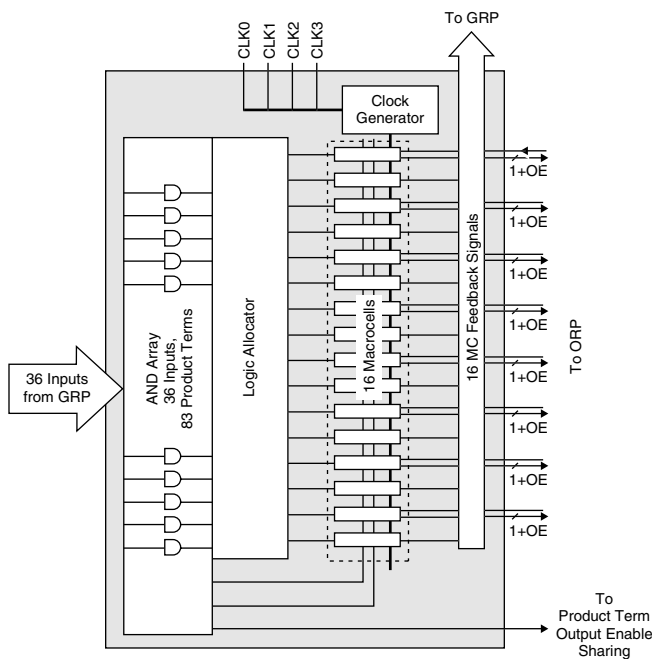 To GRP
CLK0
CLK1
CLK2
CLK3
Clock
Generator
36 Inputs
from GRP
AND Array
36 Inputs,
83 Product Terms
Logic Allocator
16 Macrocells
16 MC Feedback Signals
1+OE
1+OE
1+OE
1+OE
1+OE
1+OE
1+OE
1+OE
To ORP
To
Product Term
Output Enable
Sharing